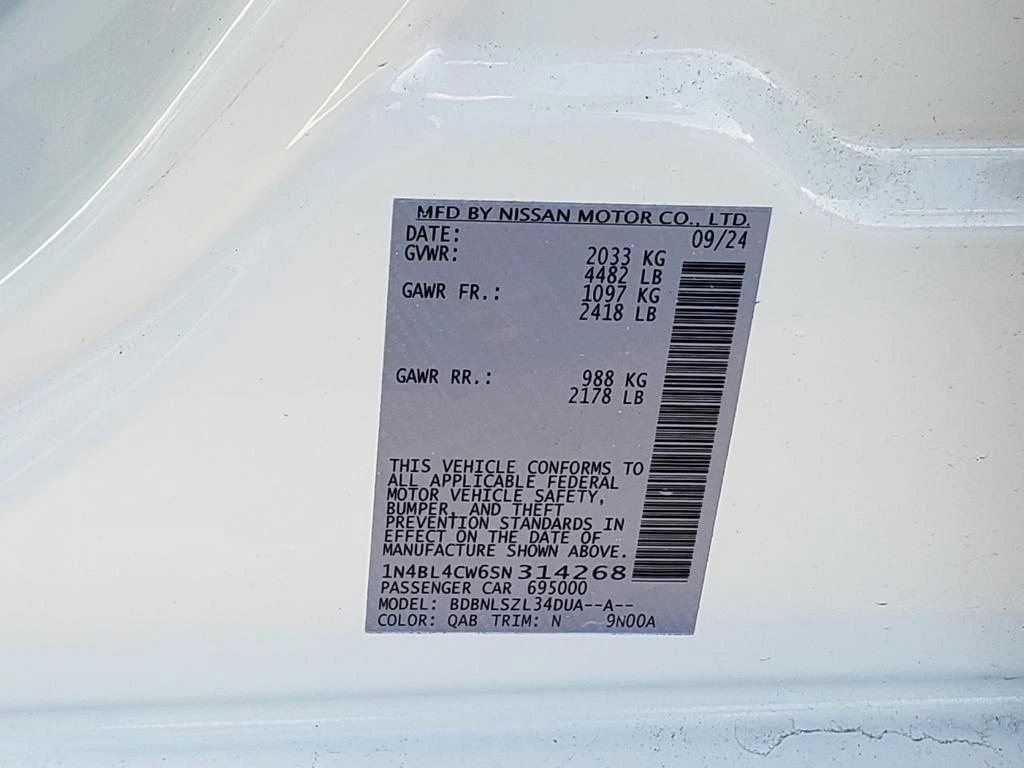 MFD BY NISSAN MOTOR CO., LTD.
DATE: 09/24
GVWR: 2033 KG
4482 LB
GAWR FR.: 1097 KG
2418 LB
GAWR RR.: 988 KG
2178 LB
THIS VEHICLE CONFORMS TO
ALL APPLICABLE FEDERAL
MOTOR VEHICLE SAFETY,
BUMPER, AND THEFT
PREVENTION STANDARDS IN
EFFECT ON THE DATE OF
MANUFACTURE SHOWN ABOVE.
1N4BL4CW6SN314268
PASSENGER CAR 695000
MODEL: BDBNLSZL34DUA--A--
COLOR: QAB TRIM: N 9N00A